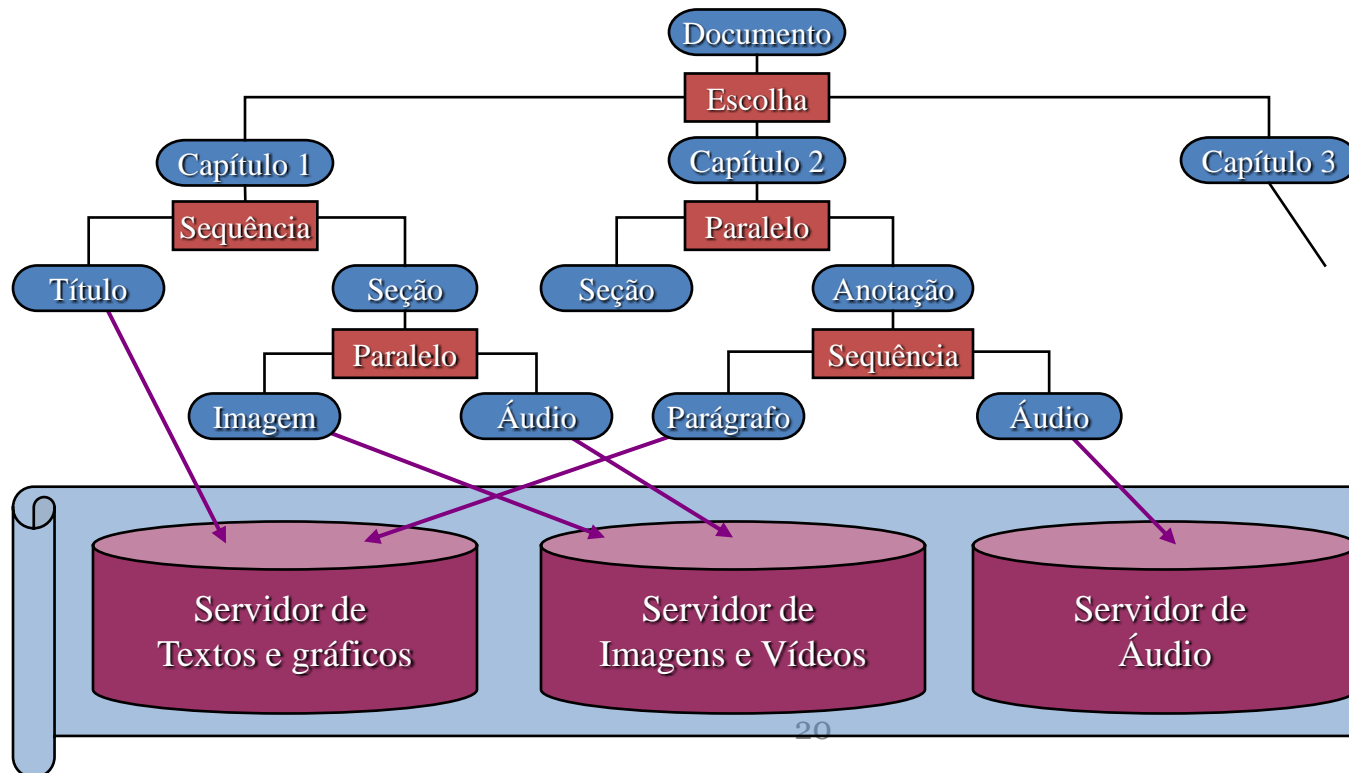 Documento
Escolha
Capítulo 1
Capítulo 2
Capítulo 3
Sequência
Paralelo
Título
Seção
Seção
Anotação
Paralelo
Sequência
Imagem
Áudio
Parágrafo
Áudio
Servidor de
Textos e gráficos
Servidor de
Imagens e Vídeos
Servidor de
Áudio
20